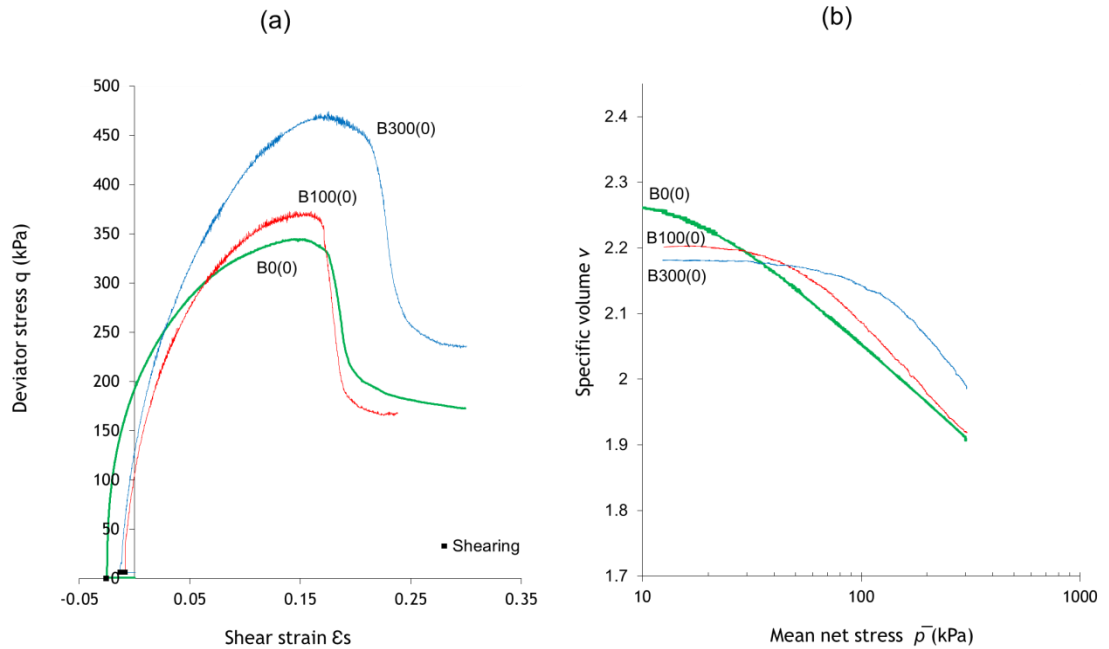 (a)
500
450
400
350
300
250
200
150
100
50
0
-0.05
0.05
0.15
0.25
0.35
Deviator stress q (kPa)
Shear strain Ɛs
B300(0)
B100(0)
B0(0)
Shearing
(b)
2.4
2.3
2.2
2.1
2
1.9
1.8
1.7
10
100
1000
Specific volume v
Mean net stress p̅ (kPa)
B0(0)
B100(0)
B300(0)